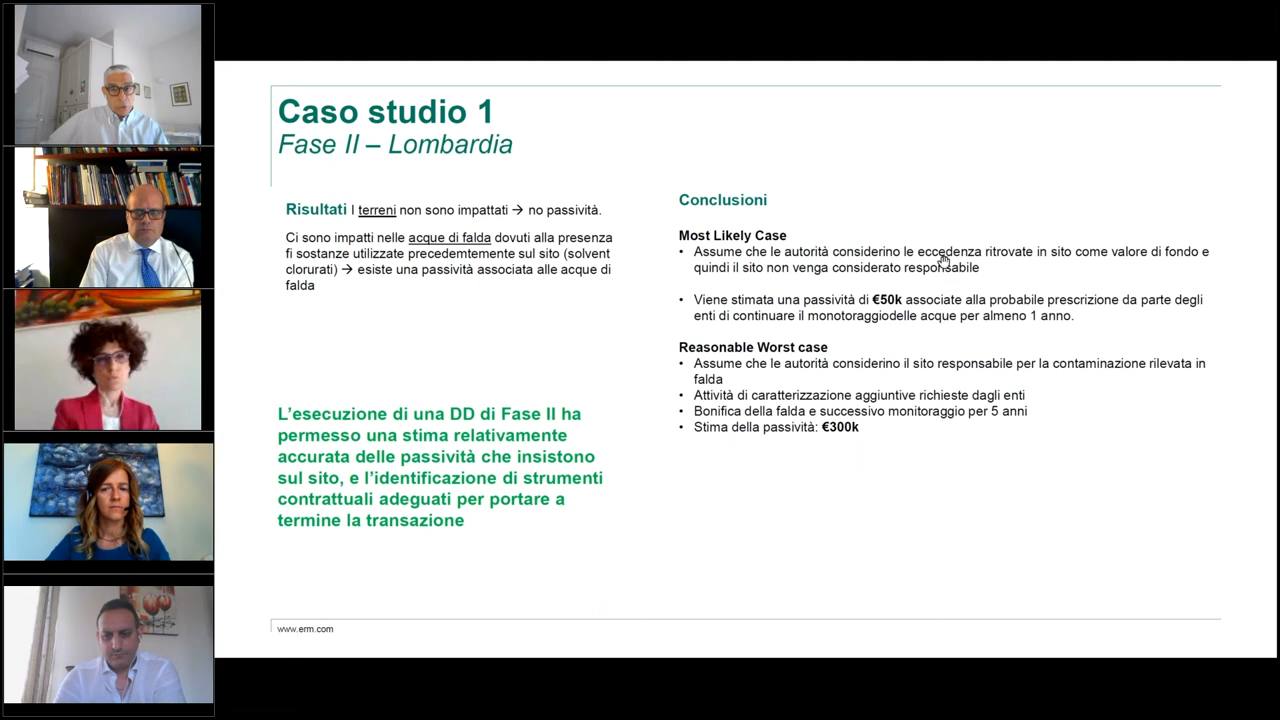 Caso studio 1
Fase II – Lombardia
Risultati I terreni non sono impattati → no passività.
Ci sono impatti nelle acque di falda dovuti alla presenza
fi sostanze utilizzate precedemtemente sul sito (solvent
clorurati) → esiste una passività associata alle acque di
falda
L'esecuzione di una DD di Fase II ha
permesso una stima relativamente
accurata delle passività che insistono
sul sito, e l'identificazione di strumenti
contrattuali adeguati per portare a
termine la transazione
Conclusioni
Most Likely Case
• Assume che le autorità considerino le eccedenza ritrovate in sito come valore di fondo e
quindi il sito non venga considerato responsabile
• Viene stimata una passività di €50k associate alla probabile prescrizione da parte degli
enti di continuare il monotoraggiodelle acque per almeno 1 anno.
Reasonable Worst case
• Assume che le autorità considerino il sito responsabile per la contaminazione rilevata in
falda
• Attività di caratterizzazione aggiuntive richieste dagli enti
• Bonifica della falda e successivo monitoraggio per 5 anni
• Stima della passività: €300k
www.erm.com